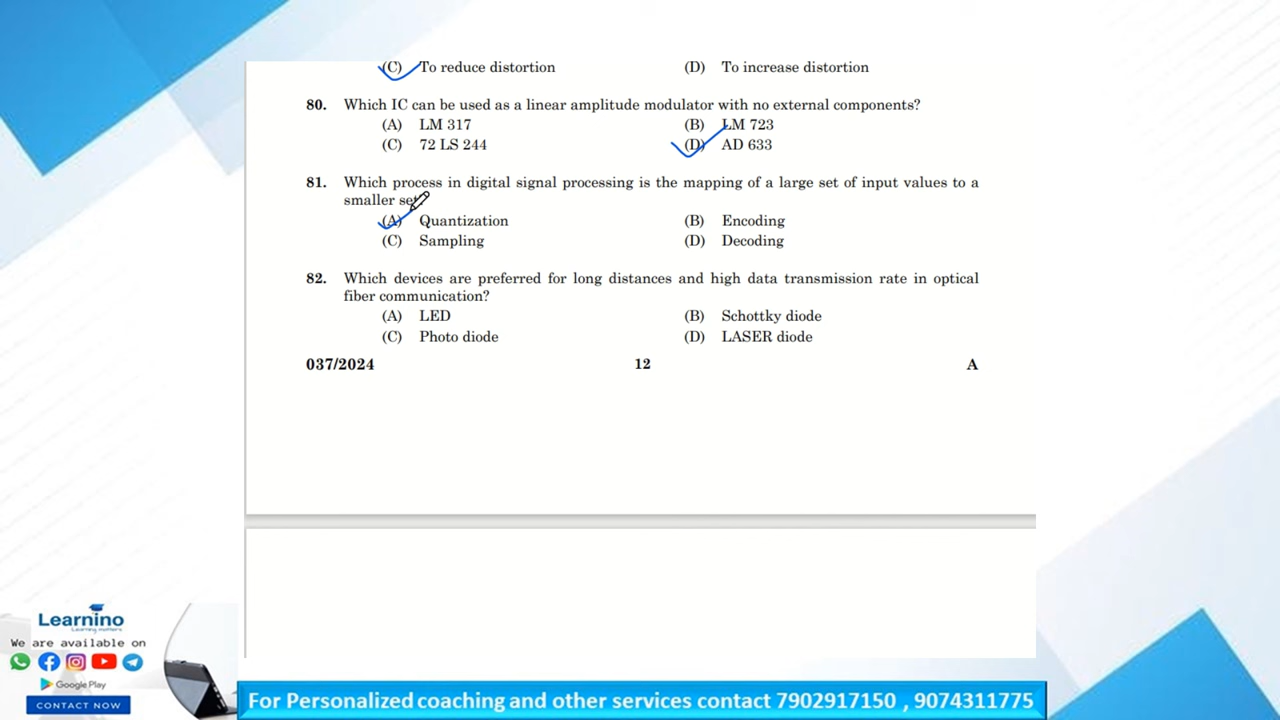 (C) To reduce distortion (D) To increase distortion
80. Which IC can be used as a linear amplitude modulator with no external components?
(A) LM 317 (B) LM 723
(C) 72 LS 244 (D) AD 633
81. Which process in digital signal processing is the mapping of a large set of input values to a
smaller set
(A) Quantization (B) Encoding
(C) Sampling (D) Decoding
82. Which devices are preferred for long distances and high data transmission rate in optical
fiber communication?
(A) LED (B) Schottky diode
(C) Photo diode (D) LASER diode
037/2024 12 A
Learnino
Learning matters
We are available on
Google Play
CONTACT NOW
For Personalized coaching and other services contact 7902917150 , 9074311775